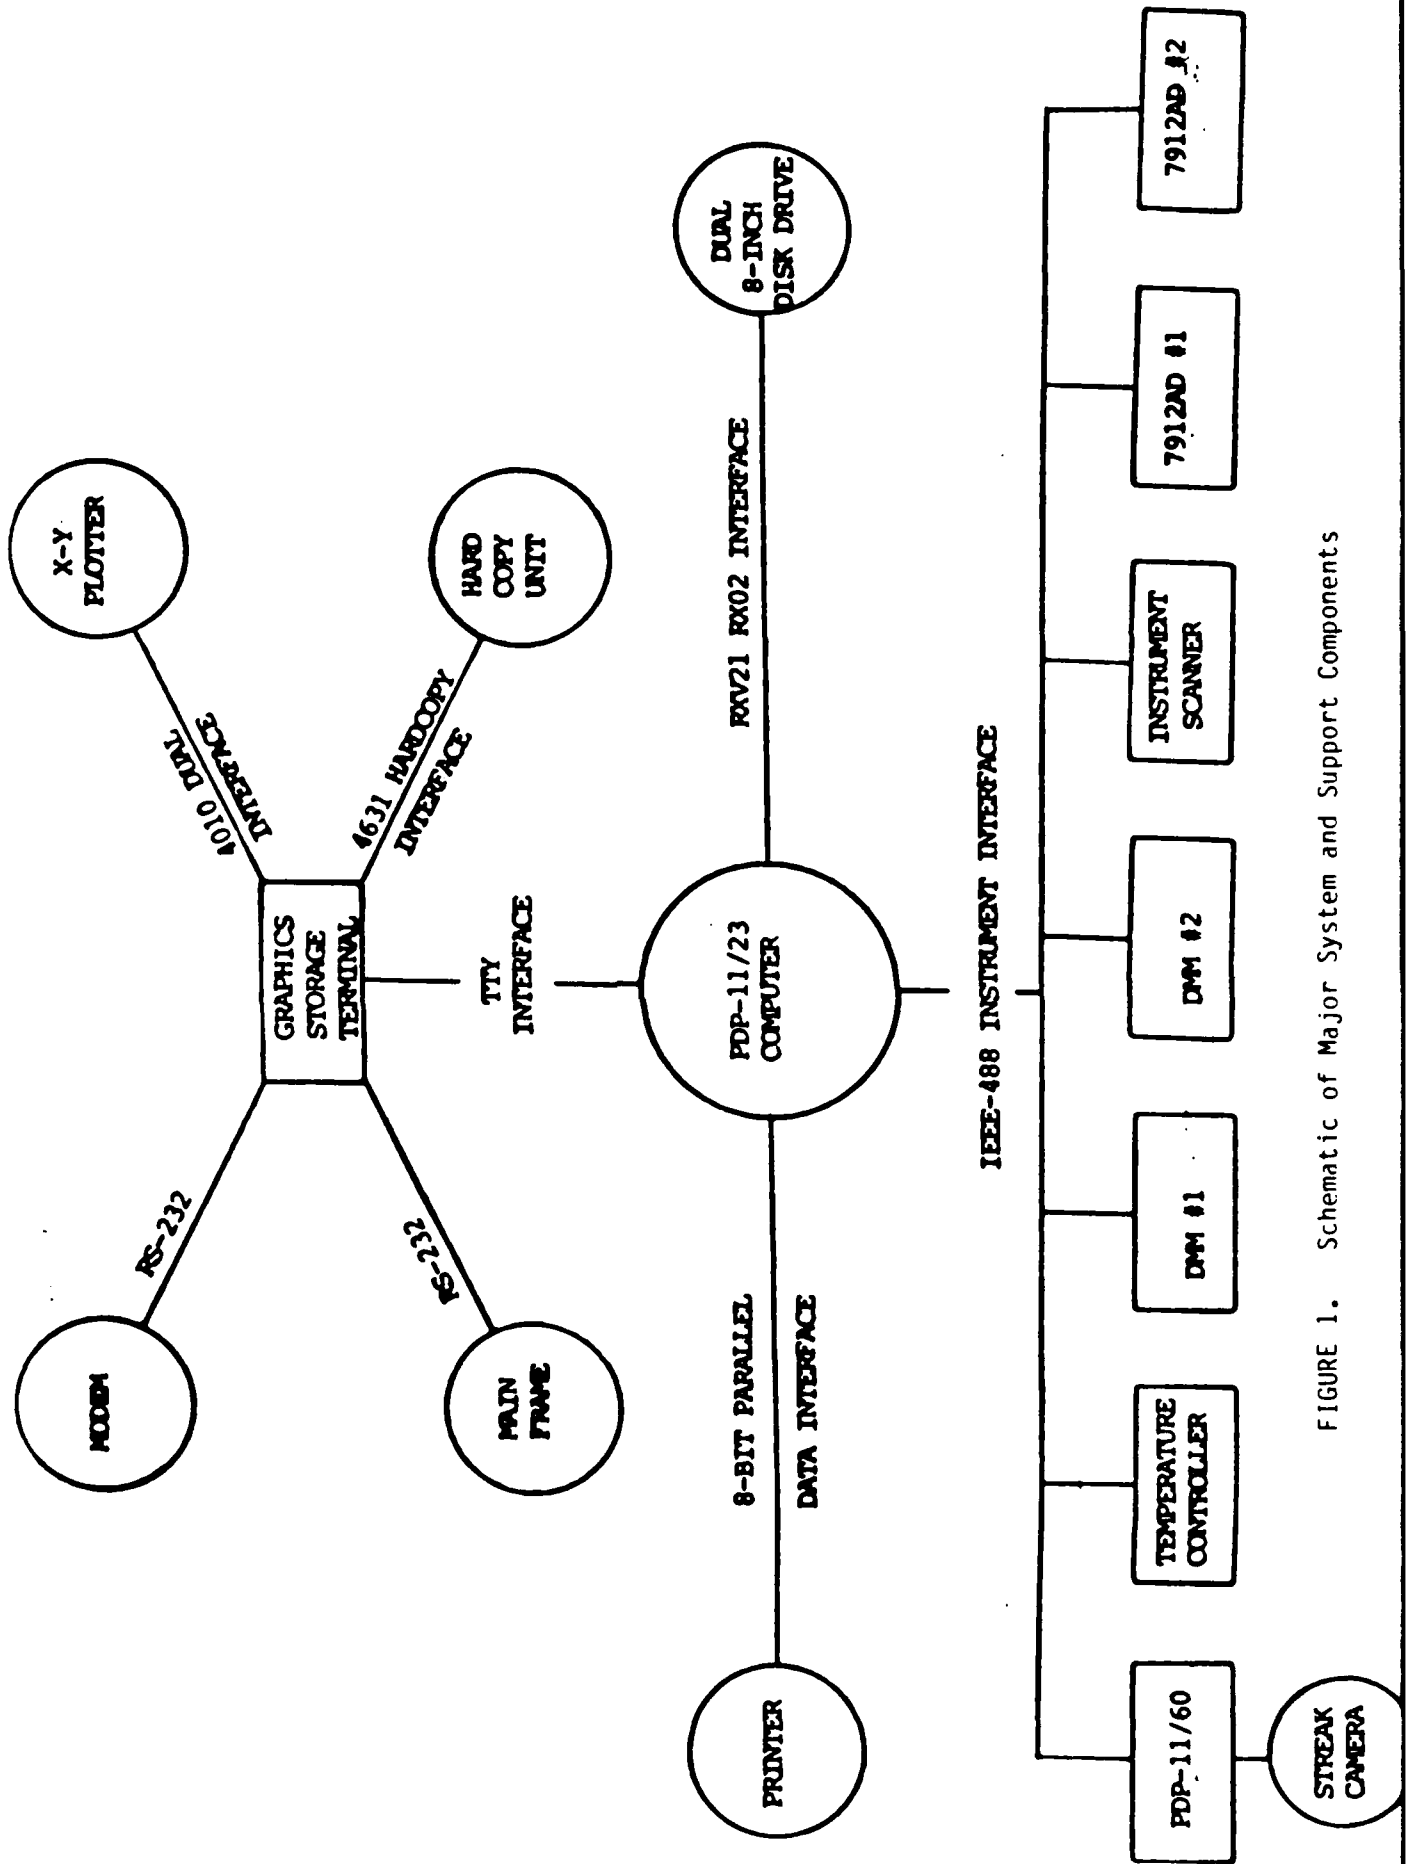 MODEM
X-Y
PLOTTER
RS-232
4010 DUAL
INTERFACE
GRAPHICS
STORAGE
TERMINAL
RS-232
4631 HARDCOPY
INTERFACE
MAIN
FRAME
HARD
COPY
UNIT
TTY
INTERFACE
PRINTER
8-BIT PARALLEL
DATA INTERFACE
PDP-11/23
COMPUTER
RXV21 RX02 INTERFACE
DUAL
8-INCH
DISK DRIVE
IEEE-488 INSTRUMENT INTERFACE
PDP-11/60
TEMPERATURE
CONTROLLER
DMM #1
DMM #2
INSTRUMENT
SCANNER
7912AD #1
7912AD #2
STREAK
CAMERA
FIGURE 1. Schematic of Major System and Support Components